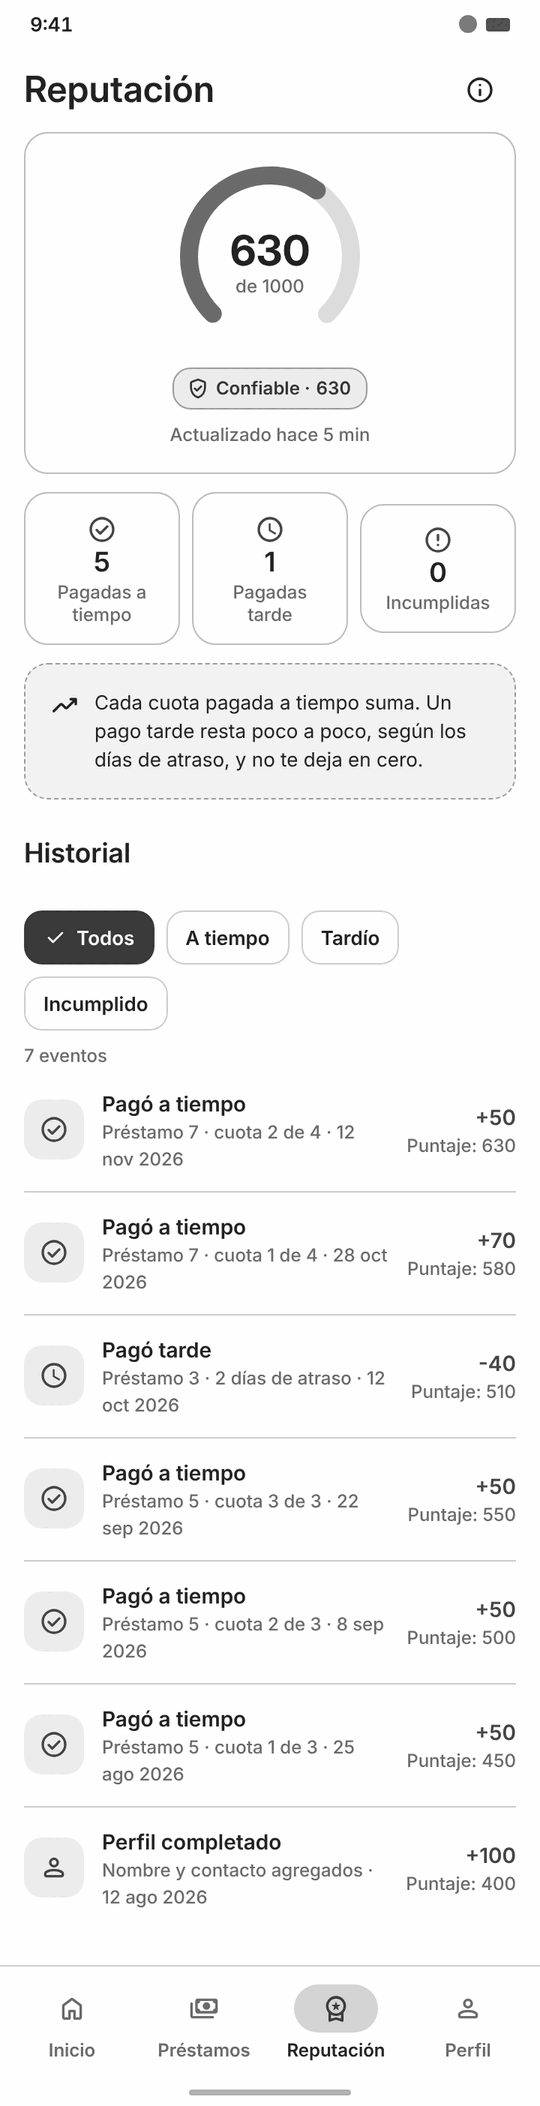 9:41
Reputación
630
de 1000
Confiable · 630
Actualizado hace 5 min
5
Pagadas a
tiempo
1
Pagadas
tarde
0
Incumplidas
Cada cuota pagada a tiempo suma. Un
pago tarde resta poco a poco, según los
días de atraso, y no te deja en cero.
Historial
Todos
A tiempo
Tardío
Incumplido
7 eventos
Pagó a tiempo
Préstamo 7 · cuota 2 de 4 · 12
nov 2026
+50
Puntaje: 630
Pagó a tiempo
Préstamo 7 · cuota 1 de 4 · 28 oct
2026
+70
Puntaje: 580
Pagó tarde
Préstamo 3 · 2 días de atraso · 12
oct 2026
-40
Puntaje: 510
Pagó a tiempo
Préstamo 5 · cuota 3 de 3 · 22
sep 2026
+50
Puntaje: 550
Pagó a tiempo
Préstamo 5 · cuota 2 de 3 · 8 sep
2026
+50
Puntaje: 500
Pagó a tiempo
Préstamo 5 · cuota 1 de 3 · 25
ago 2026
+50
Puntaje: 450
Perfil completado
Nombre y contacto agregados ·
12 ago 2026
+100
Puntaje: 400
Inicio
Préstamos
Reputación
Perfil